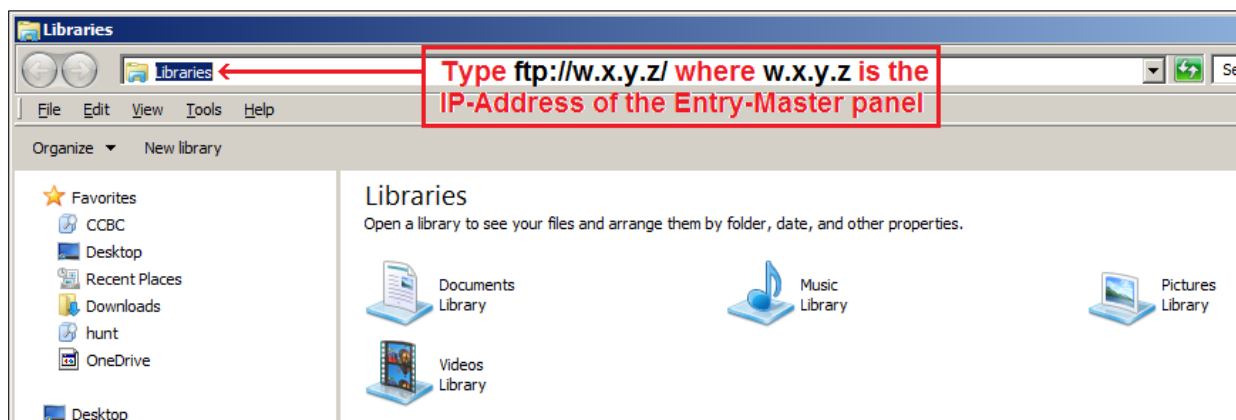 Libraries
Libraries
Type ftp://w.x.y.z/ where w.x.y.z is the
IP-Address of the Entry-Master panel
Se
File Edit View Tools Help
Organize New library
Favorites
CCBC
Desktop
Recent Places
Downloads
hunt
OneDrive
Desktop
Libraries
Open a library to see your files and arrange them by folder, date, and other properties.
Documents
Library
Music
Library
Pictures
Library
Videos
Library